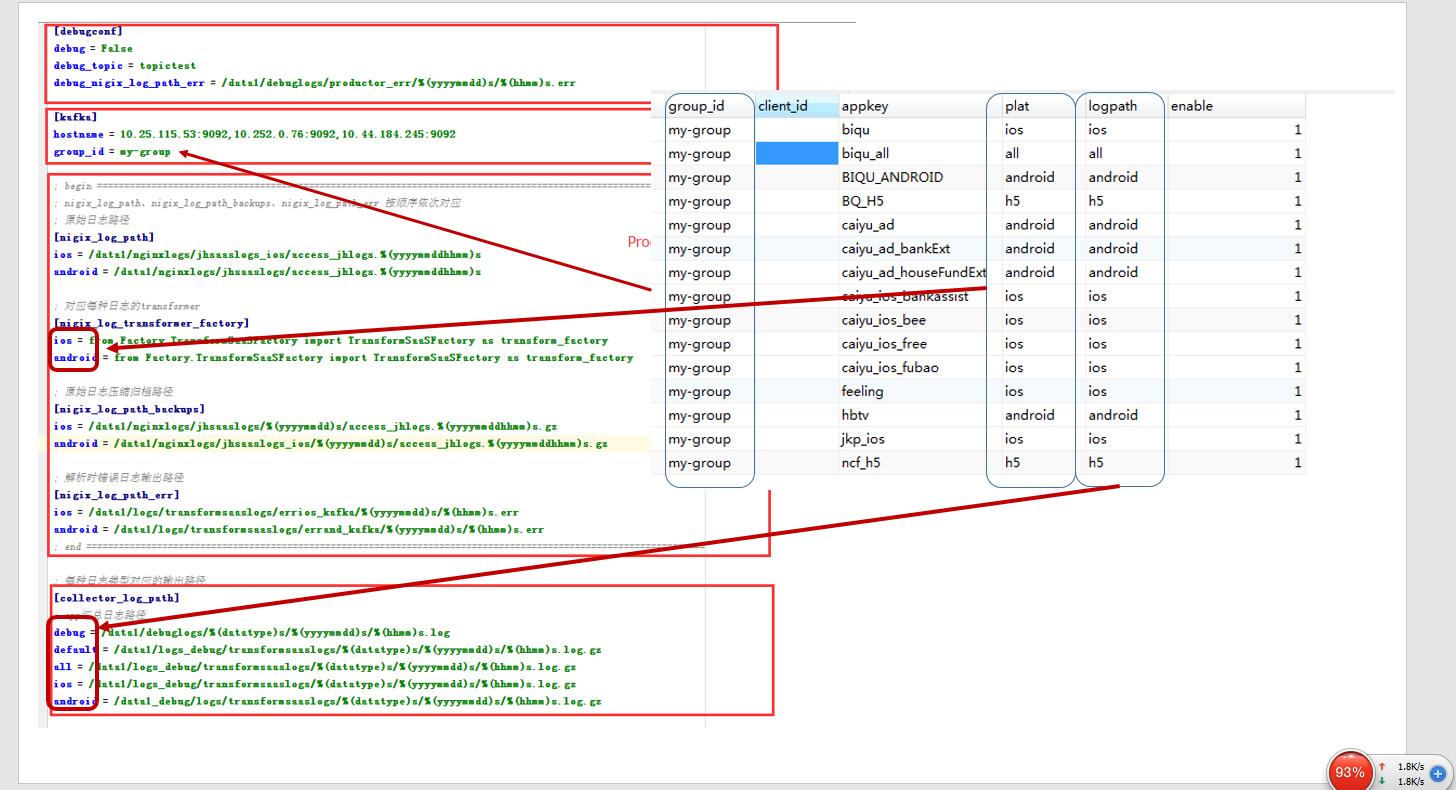 [debugconf]
debug = False
debug_topic = topictest
debug_nigix_log_path_err = /data1/debuglogs/productor_err/%(yyyymmdd)s/%(hhmm)s.err
[kafka]
hostname = 10.25.115.53:9092,10.252.0.76:9092,10.44.184.245:9092
group_id = my-group
; begin
; nigix_log_path、nigix_log_path_backups、nigix_log_path_err 按顺序依次对应
; 原始日志路径
[nigix_log_path]
ios = /data1/nginxlogs/jhsaslogs_ios/access_jhlogs.%(yyyymmddhhmm)s
android = /data1/nginxlogs/jhsaslogs/access_jhlogs.%(yyyymmddhhmm)s
; 对应每种日志的transformer
[nigix_log_transformer_factory]
ios = from Factory.TransformSaaSFactory import TransformSaaSFactory as transform_factory
android = from Factory.TransformSaaSFactory import TransformSaaSFactory as transform_factory
; 原始日志压缩归档路径
[nigix_log_path_backups]
ios = /data1/nginxlogs/jhsaslogs/%(yyyymmdd)s/access_jhlogs.%(yyyymmddhhmm)s.gz
android = /data1/nginxlogs/jhsaslogs_ios/%(yyyymmdd)s/access_jhlogs.%(yyyymmddhhmm)s.gz
; 解析时错误日志输出路径
[nigix_log_path_err]
ios = /data1/logs/transformsaaslogs/errios_kafka/%(yyyymmdd)s/%(hhmm)s.err
android = /data1/logs/transformsaaslogs/errand_kafka/%(yyyymmdd)s/%(hhmm)s.err
; end
; 每种日志类型对应的输出路径
[collector_log_path]
汇总日志路径
debug = /data1/debuglogs/%(datatype)s/%(yyyymmdd)s/%(hhmm)s.log
default = /data1/logs_debug/transformsaaslogs/%(datatype)s/%(yyyymmdd)s/%(hhmm)s.log.gz
all = /data1/logs_debug/transformsaaslogs/%(datatype)s/%(yyyymmdd)s/%(hhmm)s.log.gz
ios = /data1/logs_debug/transformsaaslogs/%(datatype)s/%(yyyymmdd)s/%(hhmm)s.log.gz
android = /data1_debug/logs/transformsaaslogs/%(datatype)s/%(yyyymmdd)s/%(hhmm)s.log.gz
group_id client_id appkey plat logpath enable
my-group biqu ios ios 1
my-group biqu_all all all 1
my-group BIQU_ANDROID android android 1
my-group BQ_H5 h5 h5 1
my-group caiyu_ad android android 1
my-group caiyu_ad_bankExt android android 1
my-group caiyu_ad_houseFundExt android android 1
my-group caiyu_ios_bankassist ios ios 1
my-group caiyu_ios_bee ios ios 1
my-group caiyu_ios_free ios ios 1
my-group caiyu_ios_fubao ios ios 1
my-group feeling ios ios 1
my-group hbtv android android 1
my-group jkp_ios ios ios 1
my-group ncf_h5 h5 h5 1
93%
1.8K/s
1.8K/s